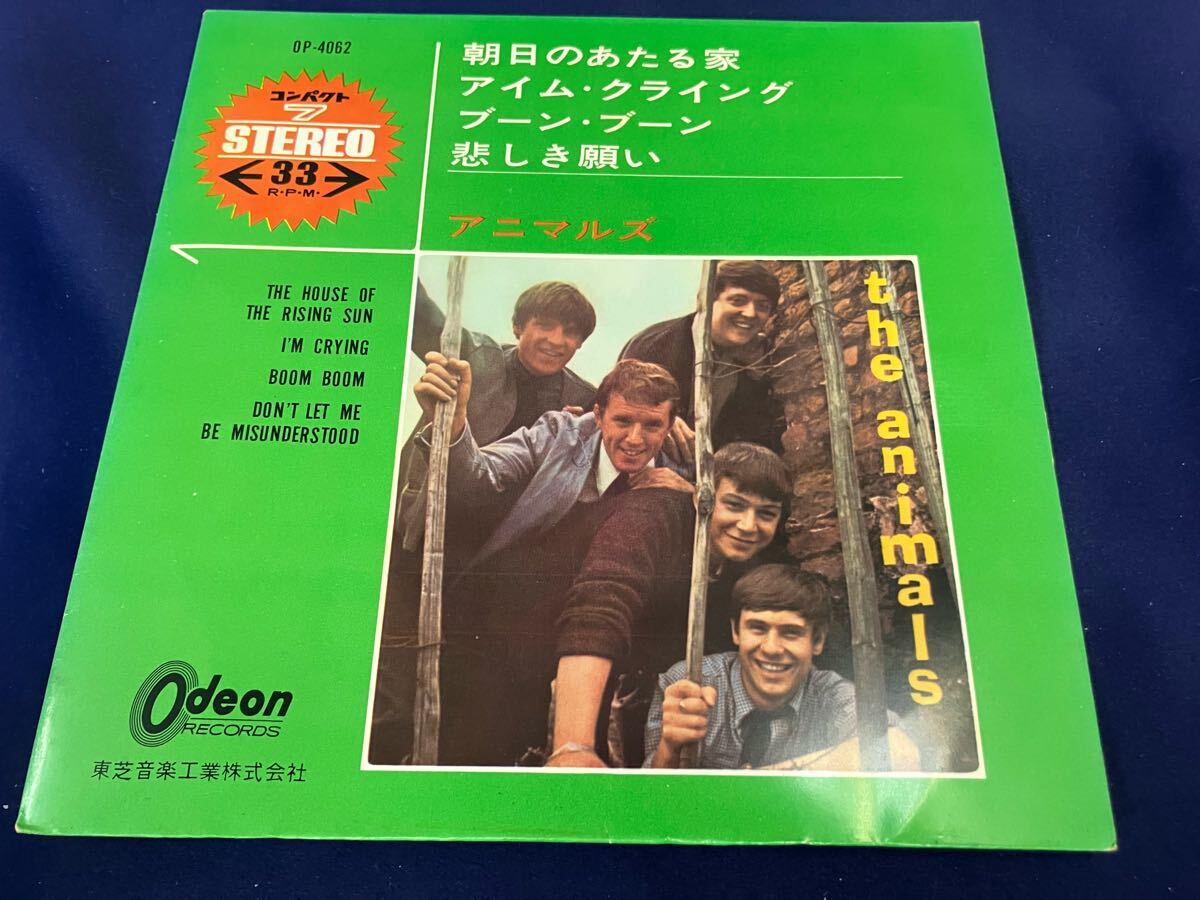 OP-4062
コンパクト
7
STEREO
33
R·P·M·
朝日のあたる家
アイム・クライング
ブーン・ブーン
悲しき願い
アニマルズ
THE HOUSE OF
THE RISING SUN
I'M CRYING
BOOM BOOM
DON'T LET ME
BE MISUNDERSTOOD
the animals
Odeon
RECORDS
東芝音楽工業株式会社